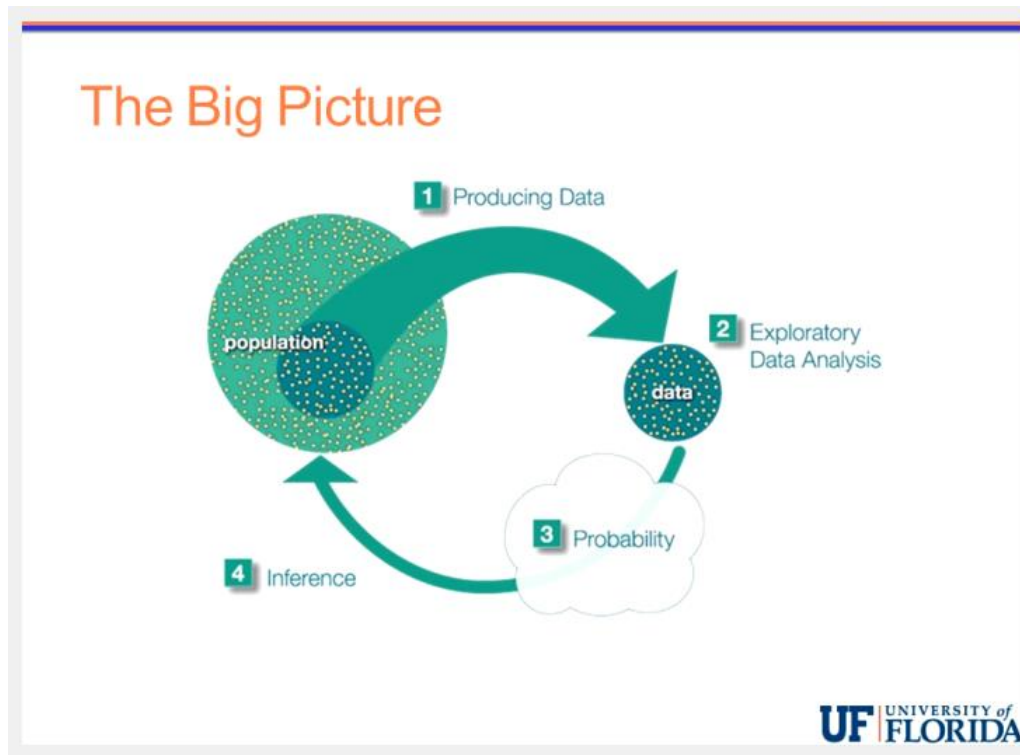 The Big Picture
1 Producing Data
population
2 Exploratory
Data Analysis
data
3 Probability
4 Inference
UF UNIVERSITY of
FLORIDA